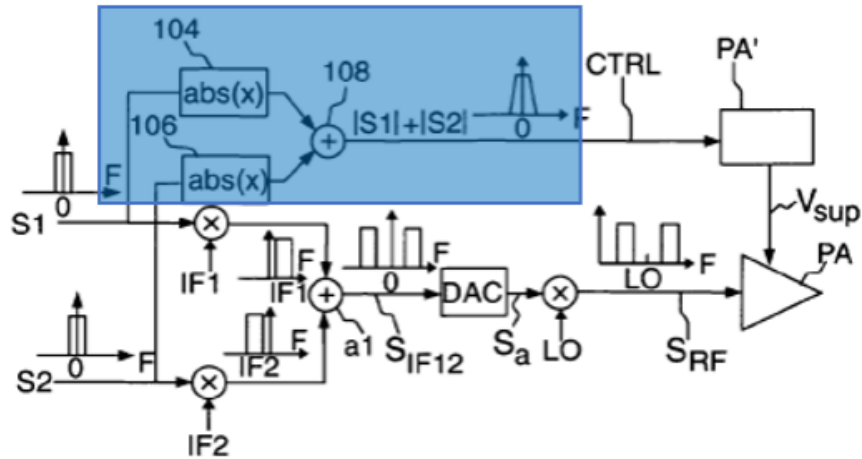 104
abs(x)
108
|S1|+|S2|
0
F
CTRL
PA'
106
abs(x)
F
0
S1
IF1
F
IF1
F
0
a1
S_IF12
DAC
S_a
LO
F
LO
S_RF
V_sup
PA
F
0
S2
F
IF2
IF2